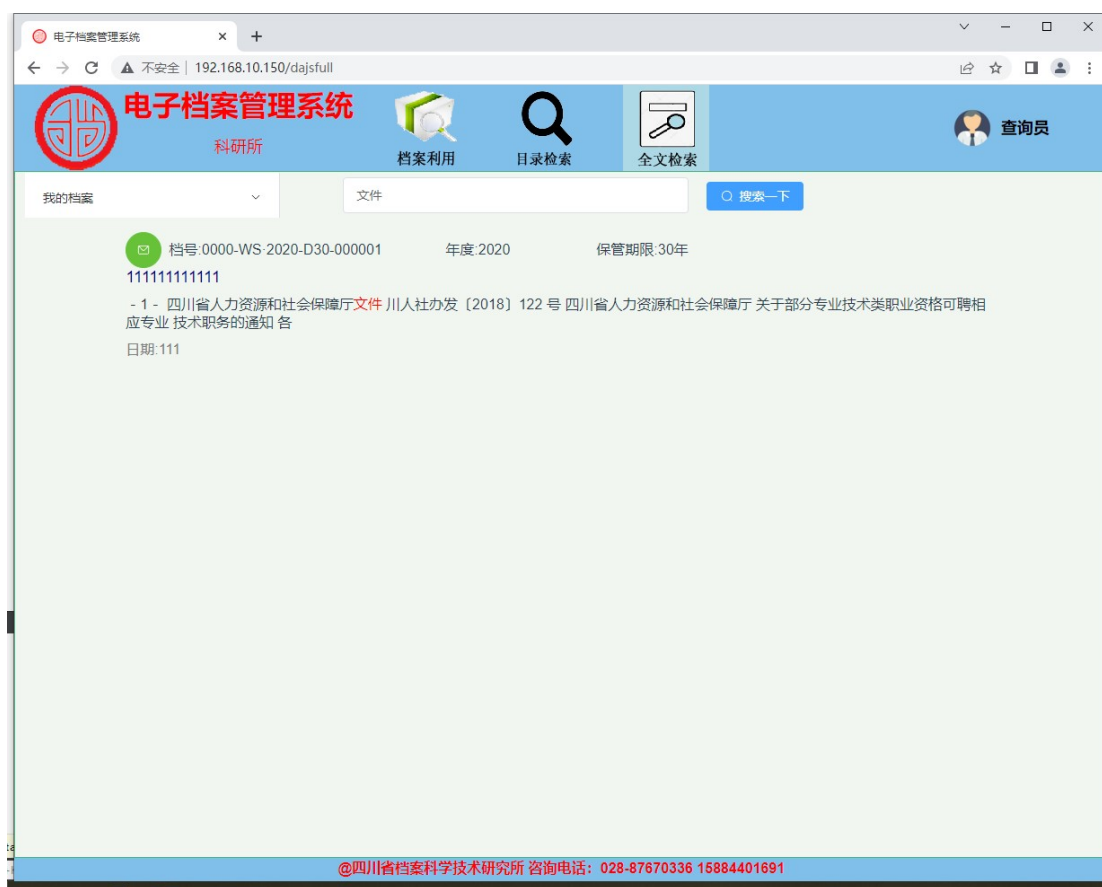 电子档案管理系统
不安全 | 192.168.10.150/dajsfull
电子档案管理系统
科研所
档案利用
目录检索
全文检索
查询员
我的档案
文件
搜索一下
档号:0000-WS·2020-D30-000001 年度:2020 保管期限:30年
111111111111
- 1 - 四川省人力资源和社会保障厅文件 川人社办发〔2018〕122 号 四川省人力资源和社会保障厅 关于部分专业技术类职业资格可聘相
应专业 技术职务的通知 各
日期:111
@四川省档案科学技术研究所 咨询电话：028-87670336 15884401691